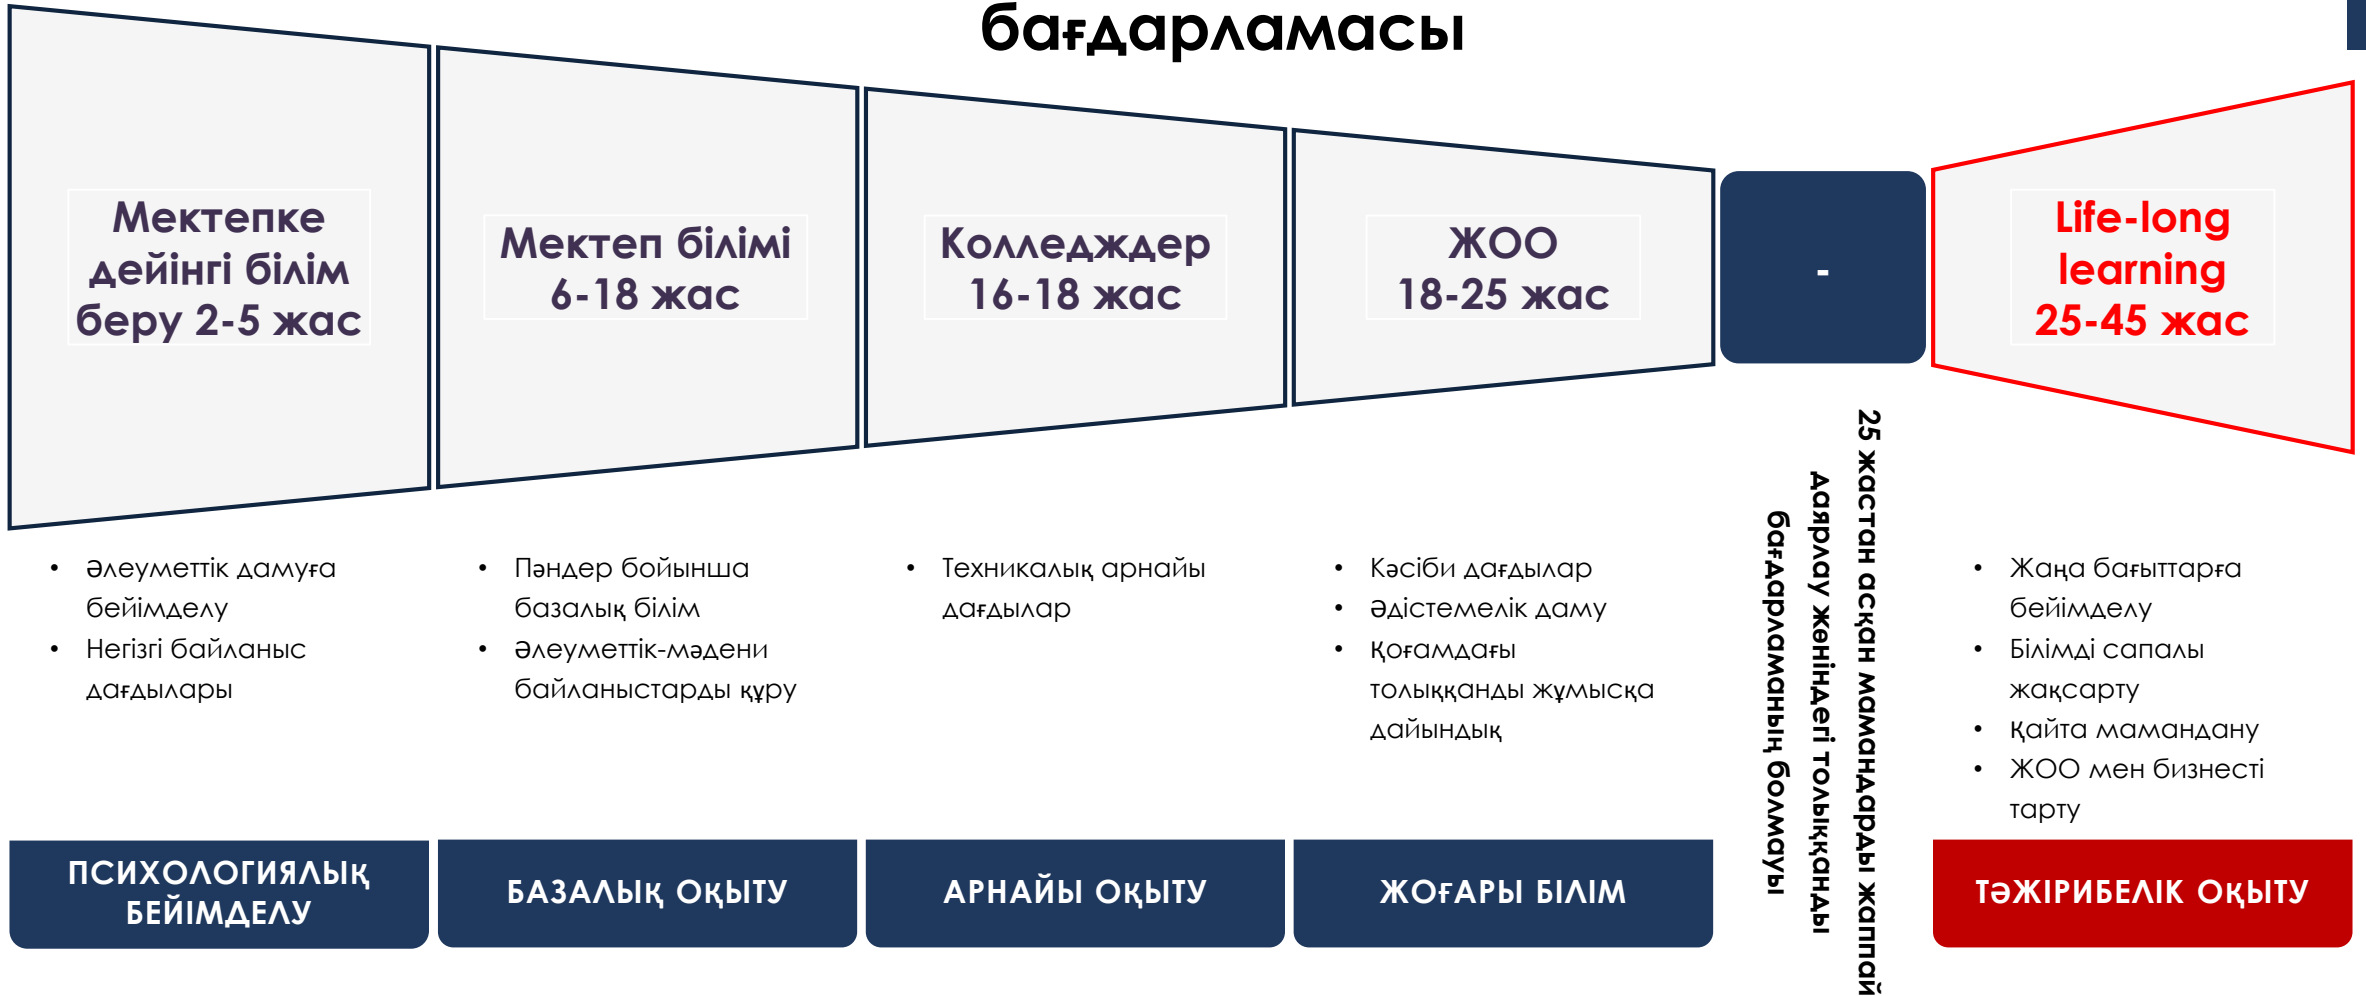 бағдарламасы
Мектепке
дейінгі білім
беру 2-5 жас
Мектеп білімі
6-18 жас
Колледждер
16-18 жас
ЖОО
18-25 жас
-
Life-long
learning
25-45 жас
• Әлеуметтік дамуға
бейімделу
• Негізгі байланыс
дағдылары
• Пәндер бойынша
базалық білім
• Әлеуметтік-мәдени
байланыстарды құру
• Техникалық арнайы
дағдылар
• Кәсіби дағдылар
• Әдістемелік даму
• Қоғамдағы
толыққанды жұмысқа
дайындық
25 жастан асқан мамандарды жаппай
даярлау жөніндегі толыққанды
бағдарламаның болмауы
• Жаңа бағыттарға
бейімделу
• Білімді сапалы
жақсарту
• Қайта мамандану
• ЖОО мен бизнесті
тарту
ПСИХОЛОГИЯЛЫҚ
БЕЙІМДЕЛУ
БАЗАЛЫҚ ОҚЫТУ
АРНАЙЫ ОҚЫТУ
ЖОҒАРЫ БІЛІМ
ТӘЖІРИБЕЛІК ОҚЫТУ